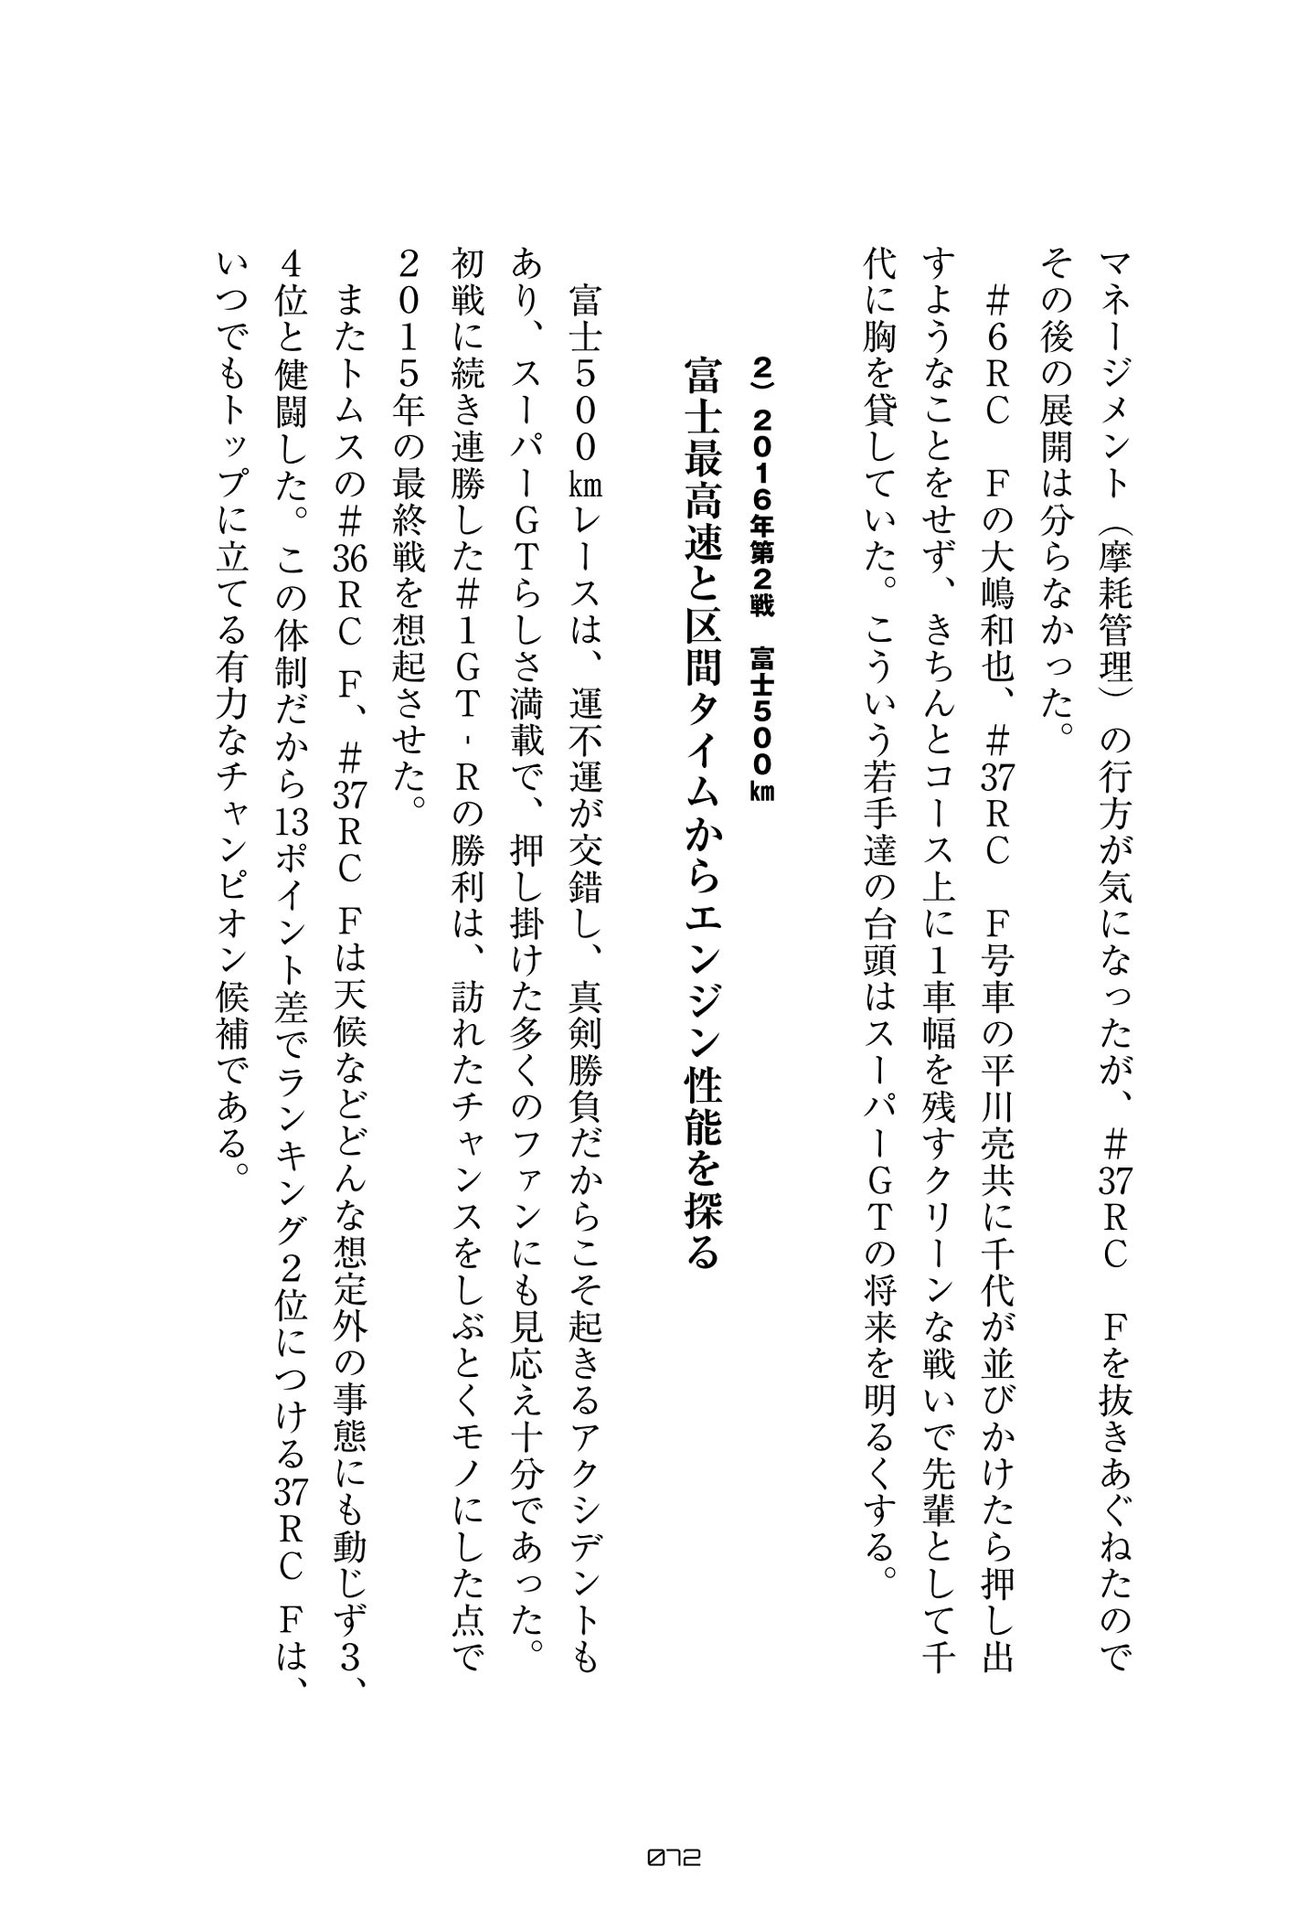 マネージメント（摩耗管理）の行方が気になったが、＃37ＲＣ　Ｆを抜きあぐねたので
その後の展開は分らなかった。
　＃６ＲＣ　Ｆの大嶋和也、＃37ＲＣ　Ｆ号車の平川亮共に千代が並びかけたら押し出
すようなことをせず、きちんとコース上に１車幅を残すクリーンな戦いで先輩として千
代に胸を貸していた。こういう若手達の台頭はスーパーＧＴの将来を明るくする。
２）２０１６年第２戦　富士５００㎞
富士最高速と区間タイムからエンジン性能を探る
　富士５００㎞レースは、運不運が交錯し、真剣勝負だからこそ起きるアクシデントも
あり、スーパーＧＴらしさ満載で、押し掛けた多くのファンにも見応え十分であった。
初戦に続き連勝した＃１ＧＴ-Ｒの勝利は、訪れたチャンスをしぶとくモノにした点で
２０１５年の最終戦を想起させた。
　またトムスの＃36ＲＣ Ｆ、＃37ＲＣ Ｆは天候などどんな想定外の事態にも動じず３、
４位と健闘した。この体制だから13ポイント差でランキング２位につける37ＲＣ Ｆは、
いつでもトップに立てる有力なチャンピオン候補である。
072